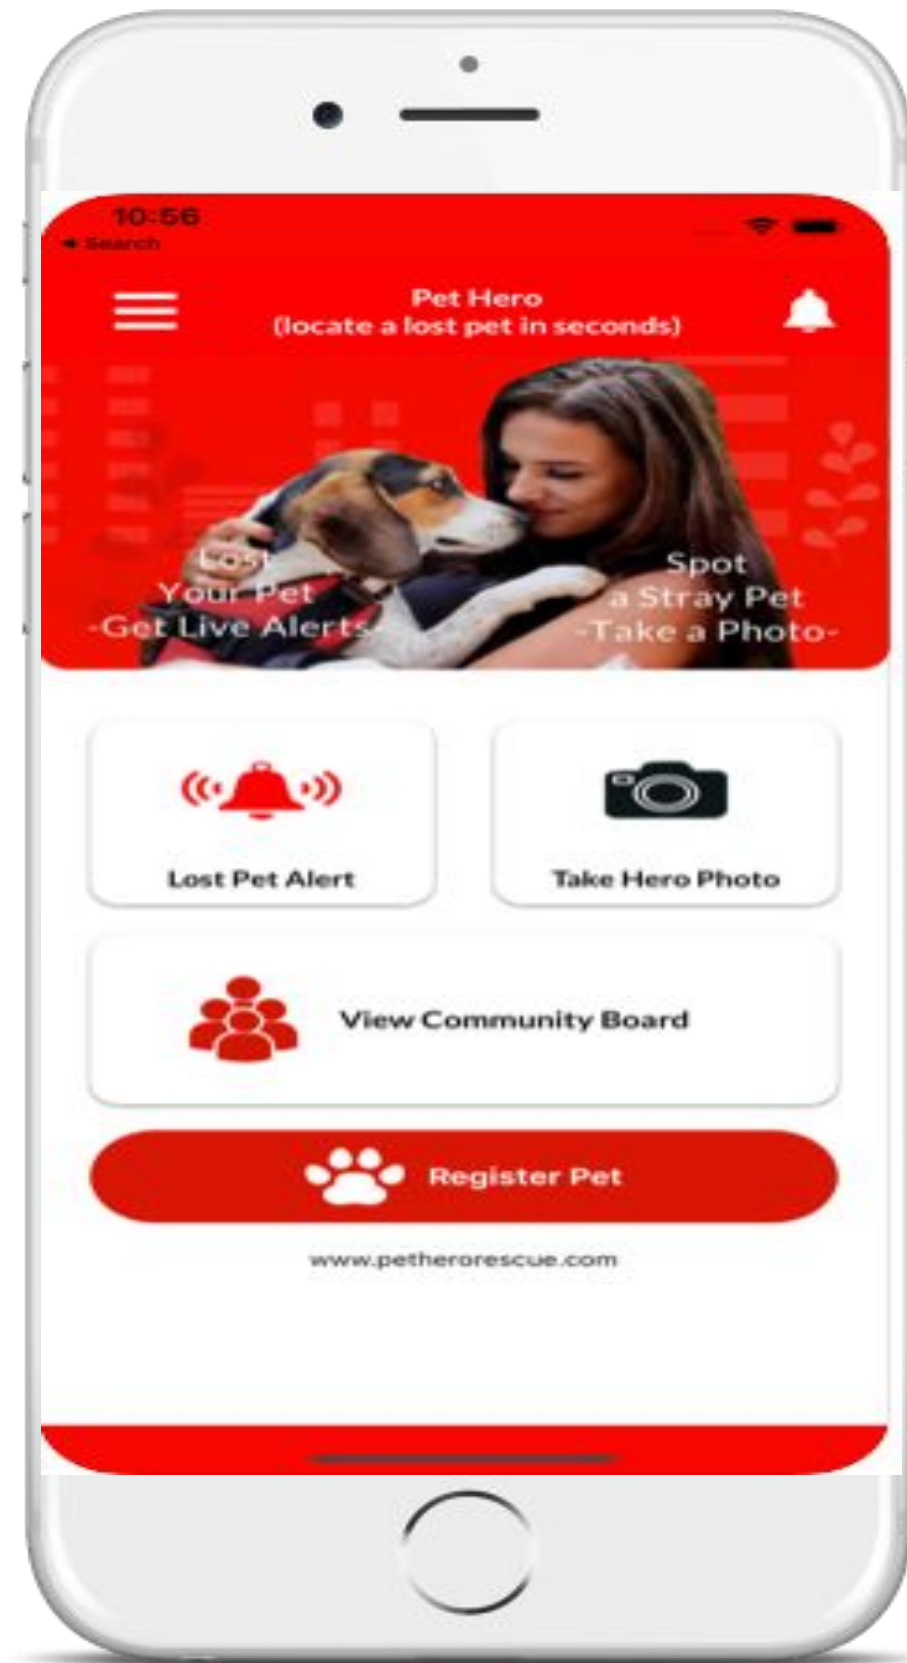 10:56
Search
Pet Hero
(locate a lost pet in seconds)
Lost
Your Pet
-Get Live Alerts-
Spot
a Stray Pet
-Take a Photo-
Lost Pet Alert
Take Hero Photo
View Community Board
Register Pet
www.petherorescue.com